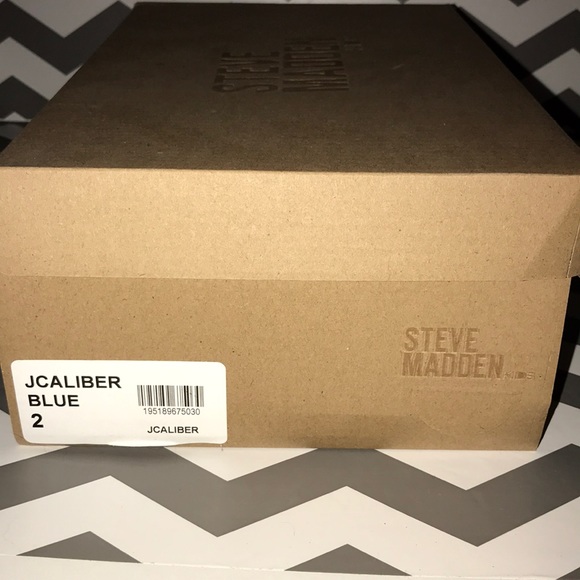 STEVE
MADDEN
STEVE
MADDEN
JCALIBER
BLUE
2
195189675030
JCALIBER